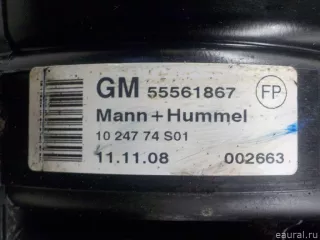 GM 55561867 FP
Mann+Hummel
10 247 74 S01
11.11.08 002663
eaural.ru